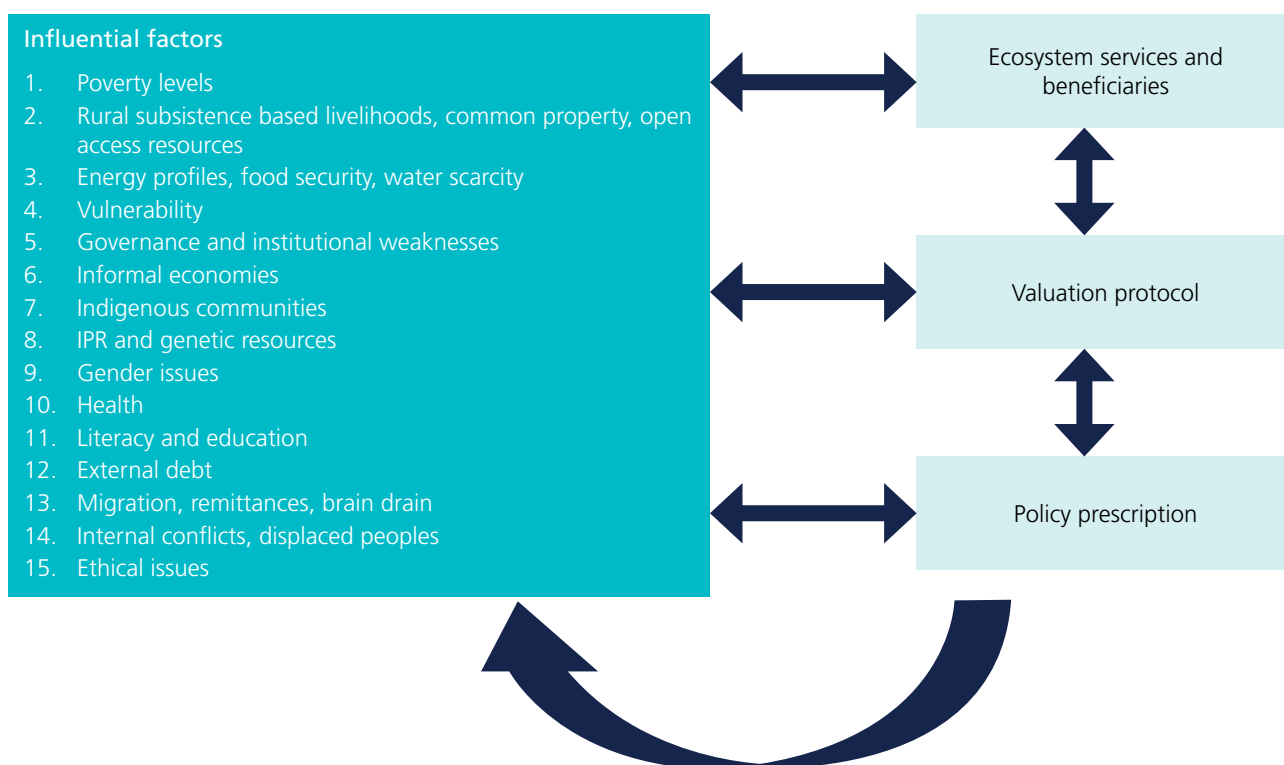 Influential factors
1. Poverty levels
2. Rural subsistence based livelihoods, common property, open
access resources
3. Energy profiles, food security, water scarcity
4. Vulnerability
5. Governance and institutional weaknesses
6. Informal economies
7. Indigenous communities
8. IPR and genetic resources
9. Gender issues
10. Health
11. Literacy and education
12. External debt
13. Migration, remittances, brain drain
14. Internal conflicts, displaced peoples
15. Ethical issues
Ecosystem services and
beneficiaries
Valuation protocol
Policy prescription